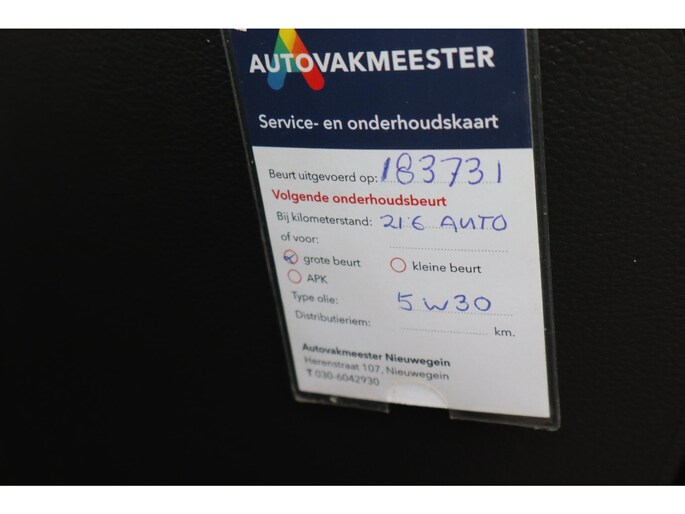 AUTOVAKMEESTER
Service- en onderhoudskaart
Beurt uitgevoerd op: 183731
Volgende onderhoudsbeurt
Bij kilometerstand: ZIE AUTO
of voor:
grote beurt kleine beurt
APK
Type olie: 5W30
Distributieriem: km.
Autovakmeester Nieuwegein
Herenstraat 107, Nieuwegein
T 030-6042930